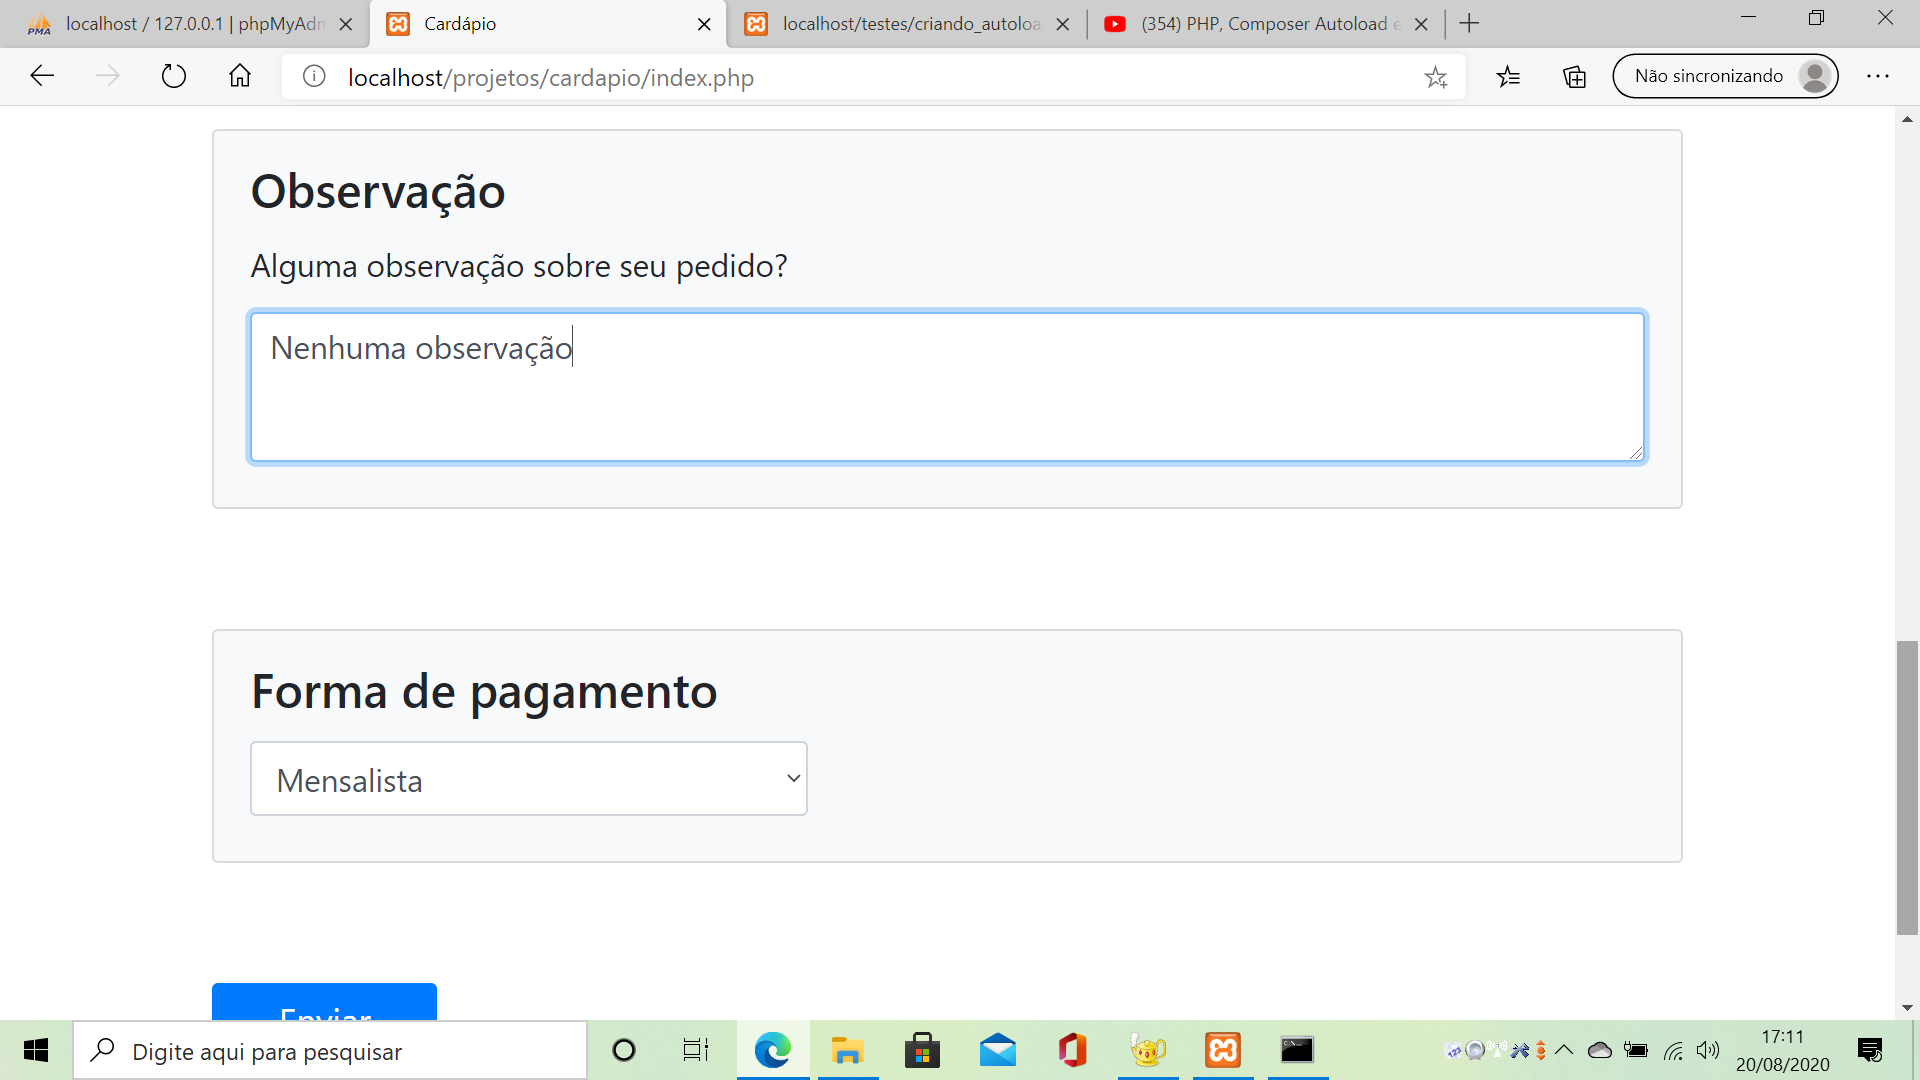 localhost / 127.0.0.1 | phpMyAdn
Cardápio
localhost/testes/criando_autoloa
(354) PHP, Composer Autoload e
localhost/projetos/cardapio/index.php
Não sincronizando
Observação
Alguma observação sobre seu pedido?
Nenhuma observação
Forma de pagamento
Mensalista
Enviar
Digite aqui para pesquisar
17:11
20/08/2020